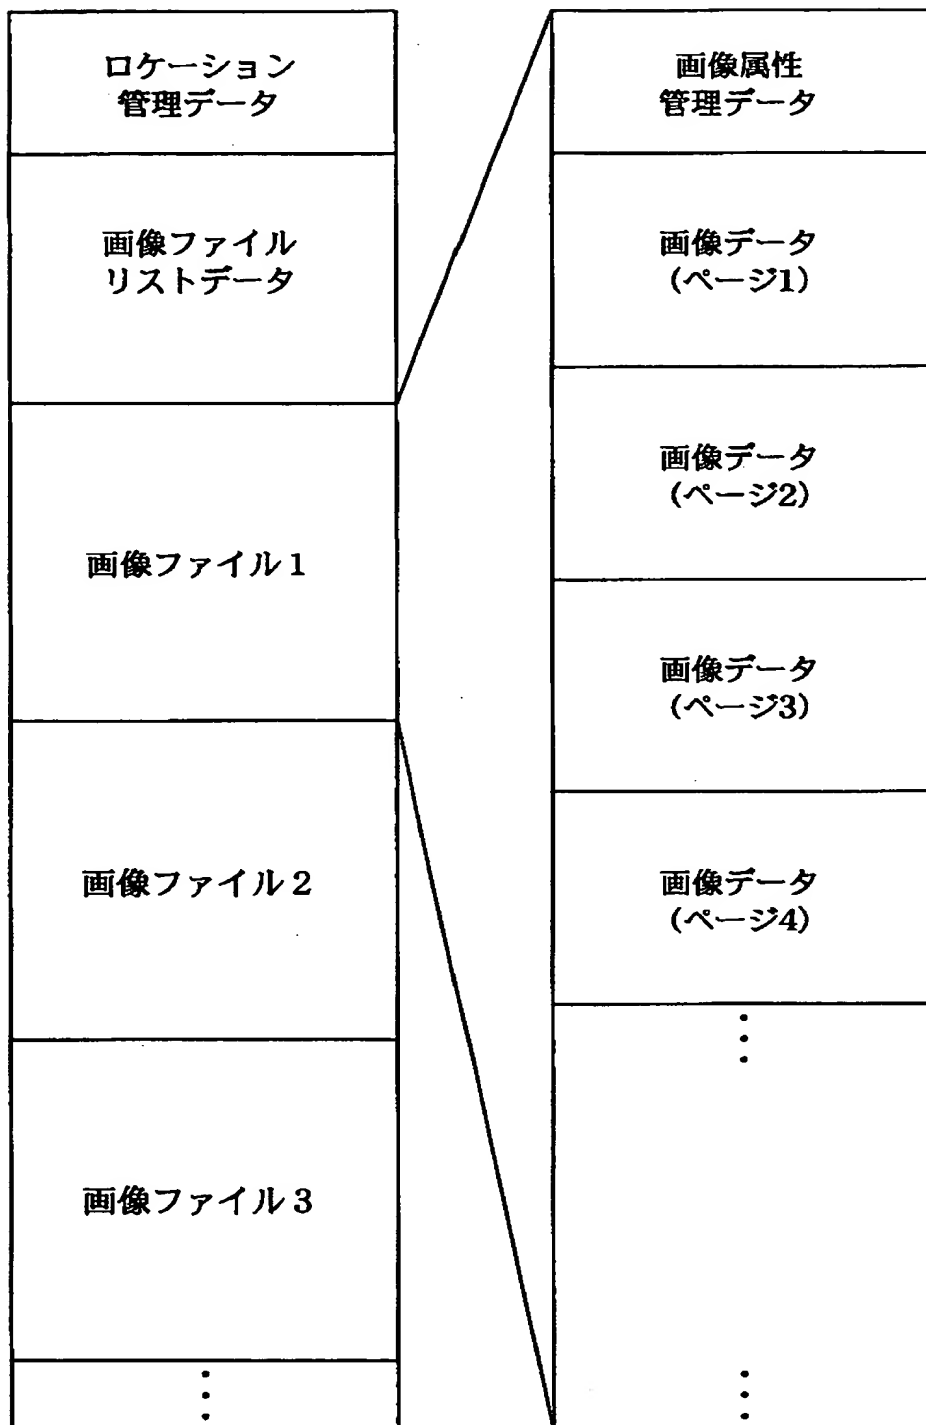 ロケーション
管理データ
画像ファイル
リストデータ
画像ファイル1
画像ファイル2
画像ファイル3
画像属性
管理データ
画像データ
(ページ1)
画像データ
(ページ2)
画像データ
(ページ3)
画像データ
(ページ4)